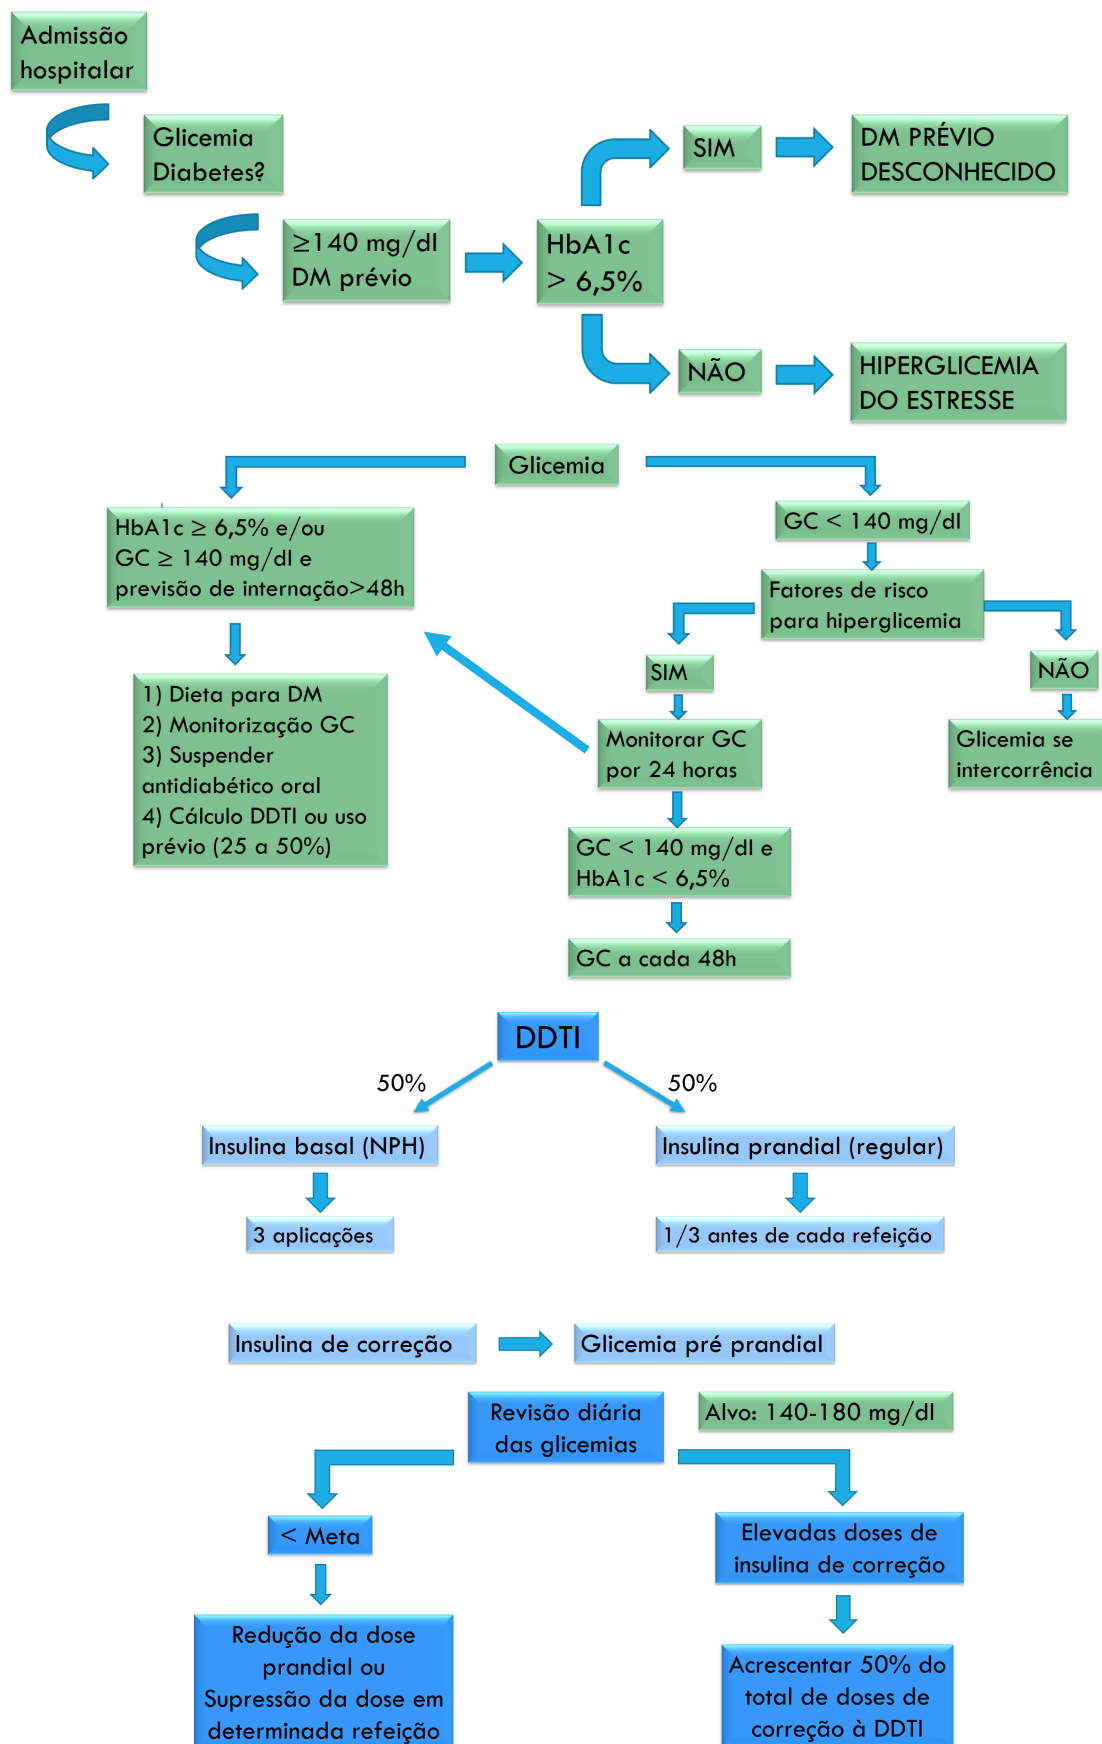 Admissão
hospitalar
Glicemia
Diabetes?
≥140 mg/dl
DM prévio
HbA1c
> 6,5%
SIM
DM PRÉVIO
DESCONHECIDO
NÃO
HIPERGLICEMIA
DO ESTRESSE
Glicemia
HbA1c ≥ 6,5% e/ou
GC ≥ 140 mg/dl e
previsão de internação>48h
1) Dieta para DM
2) Monitorização GC
3) Suspender
antidiabético oral
4) Cálculo DDTI ou uso
prévio (25 a 50%)
GC < 140 mg/dl
Fatores de risco
para hiperglicemia
SIM
NÃO
Monitorar GC
por 24 horas
Glicemia se
intercorrência
GC < 140 mg/dl e
HbA1c < 6,5%
GC a cada 48h
DDTI
50%
50%
Insulina basal (NPH)
Insulina prandial (regular)
3 aplicações
1/3 antes de cada refeição
Insulina de correção
Glicemia pré prandial
Revisão diária
das glicemias
Alvo: 140-180 mg/dl
< Meta
Redução da dose
prandial ou
Supressão da dose em
determinada refeição
Elevadas doses de
insulina de correção
Acrescentar 50% do
total de doses de
correção à DDTI